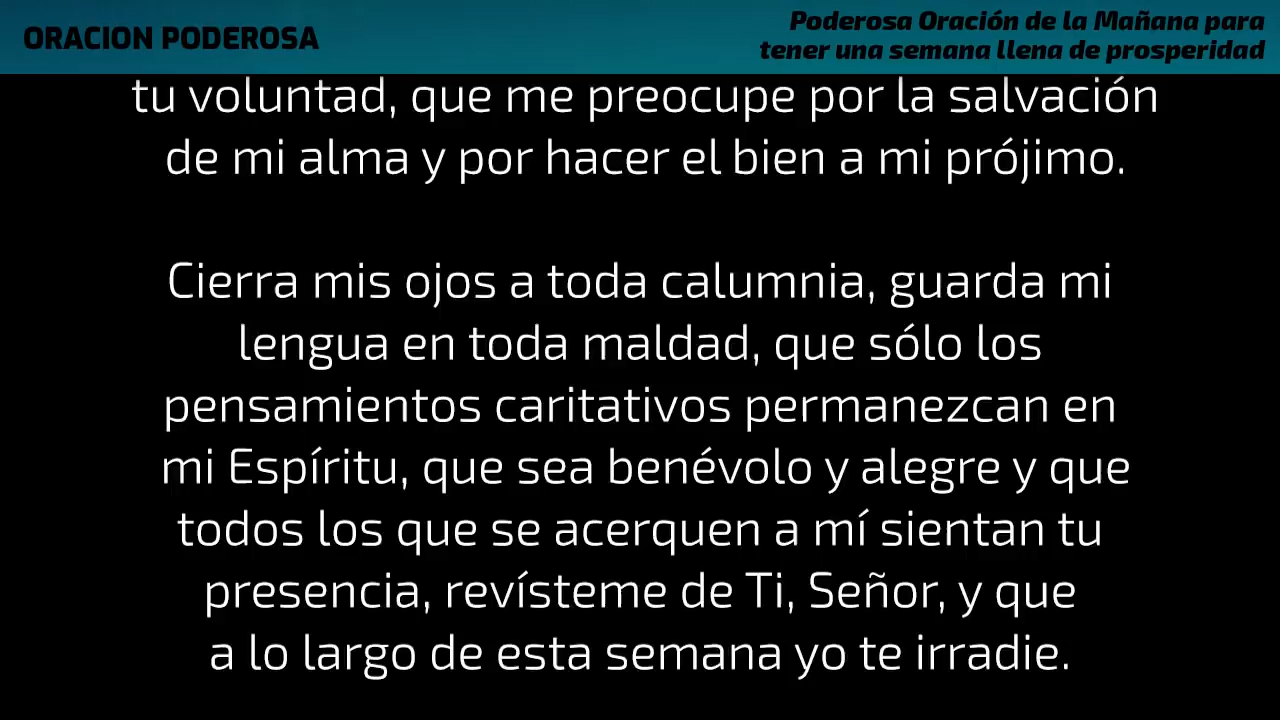 ORACION PODEROSA
Poderosa Oración de la Mañana para
tener una semana llena de prosperidad
tu voluntad, que me preocupe por la salvación
de mi alma y por hacer el bien a mi prójimo.
Cierra mis ojos a toda calumnia, guarda mi
lengua en toda maldad, que sólo los
pensamientos caritativos permanezcan en
mi Espíritu, que sea benévolo y alegre y que
todos los que se acerquen a mí sientan tu
presencia, revísteme de Ti, Señor, y que
a lo largo de esta semana yo te irradie.